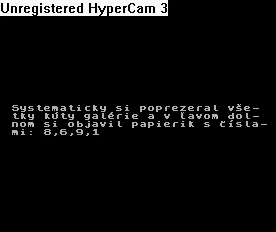 Unregistered HyperCam 3
Systematicky si poprezeral vše-
tky kúty galérie a v lavom dol-
nom si objavil papierik s čísla-
mi: 8,6,9,1